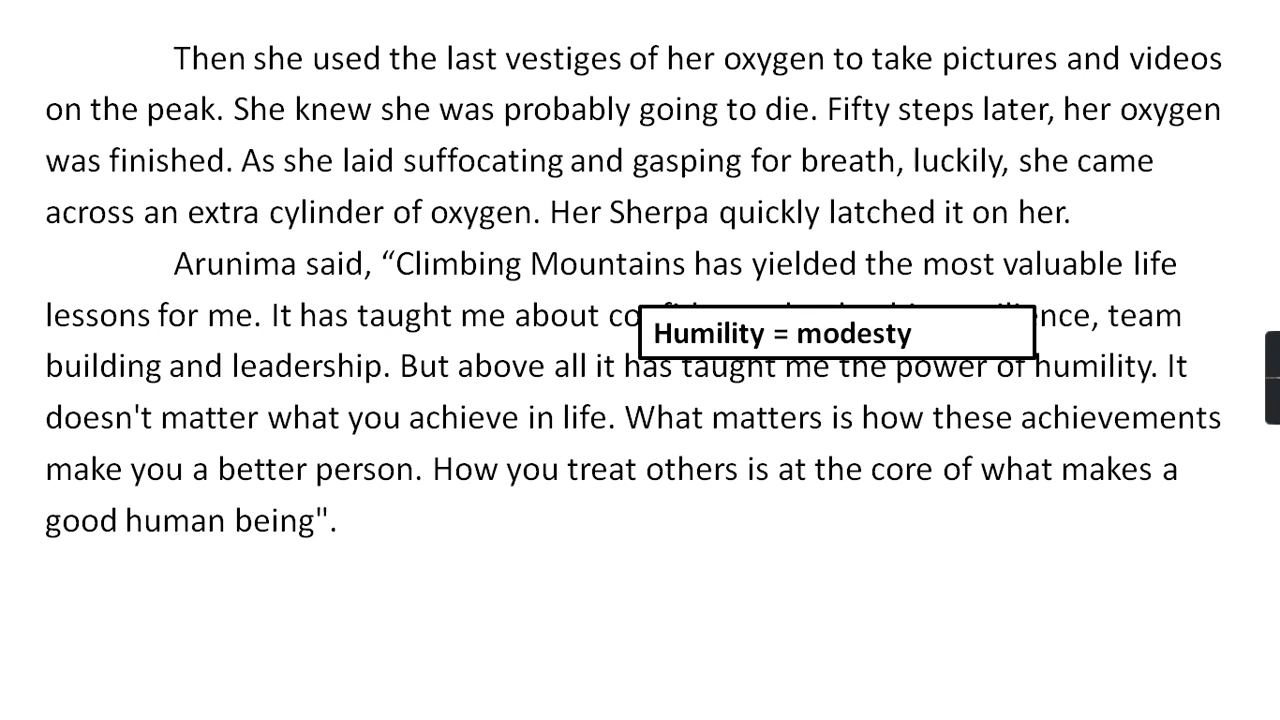 Then she used the last vestiges of her oxygen to take pictures and videos
on the peak. She knew she was probably going to die. Fifty steps later, her oxygen
was finished. As she laid suffocating and gasping for breath, luckily, she came
across an extra cylinder of oxygen. Her Sherpa quickly latched it on her.
Arunima said, “Climbing Mountains has yielded the most valuable life
lessons for me. It has taught me about team
Humility = modesty
building and leadership. But above all it has taught me the power of humility. It
doesn't matter what you achieve in life. What matters is how these achievements
make you a better person. How you treat others is at the core of what makes a
good human being".